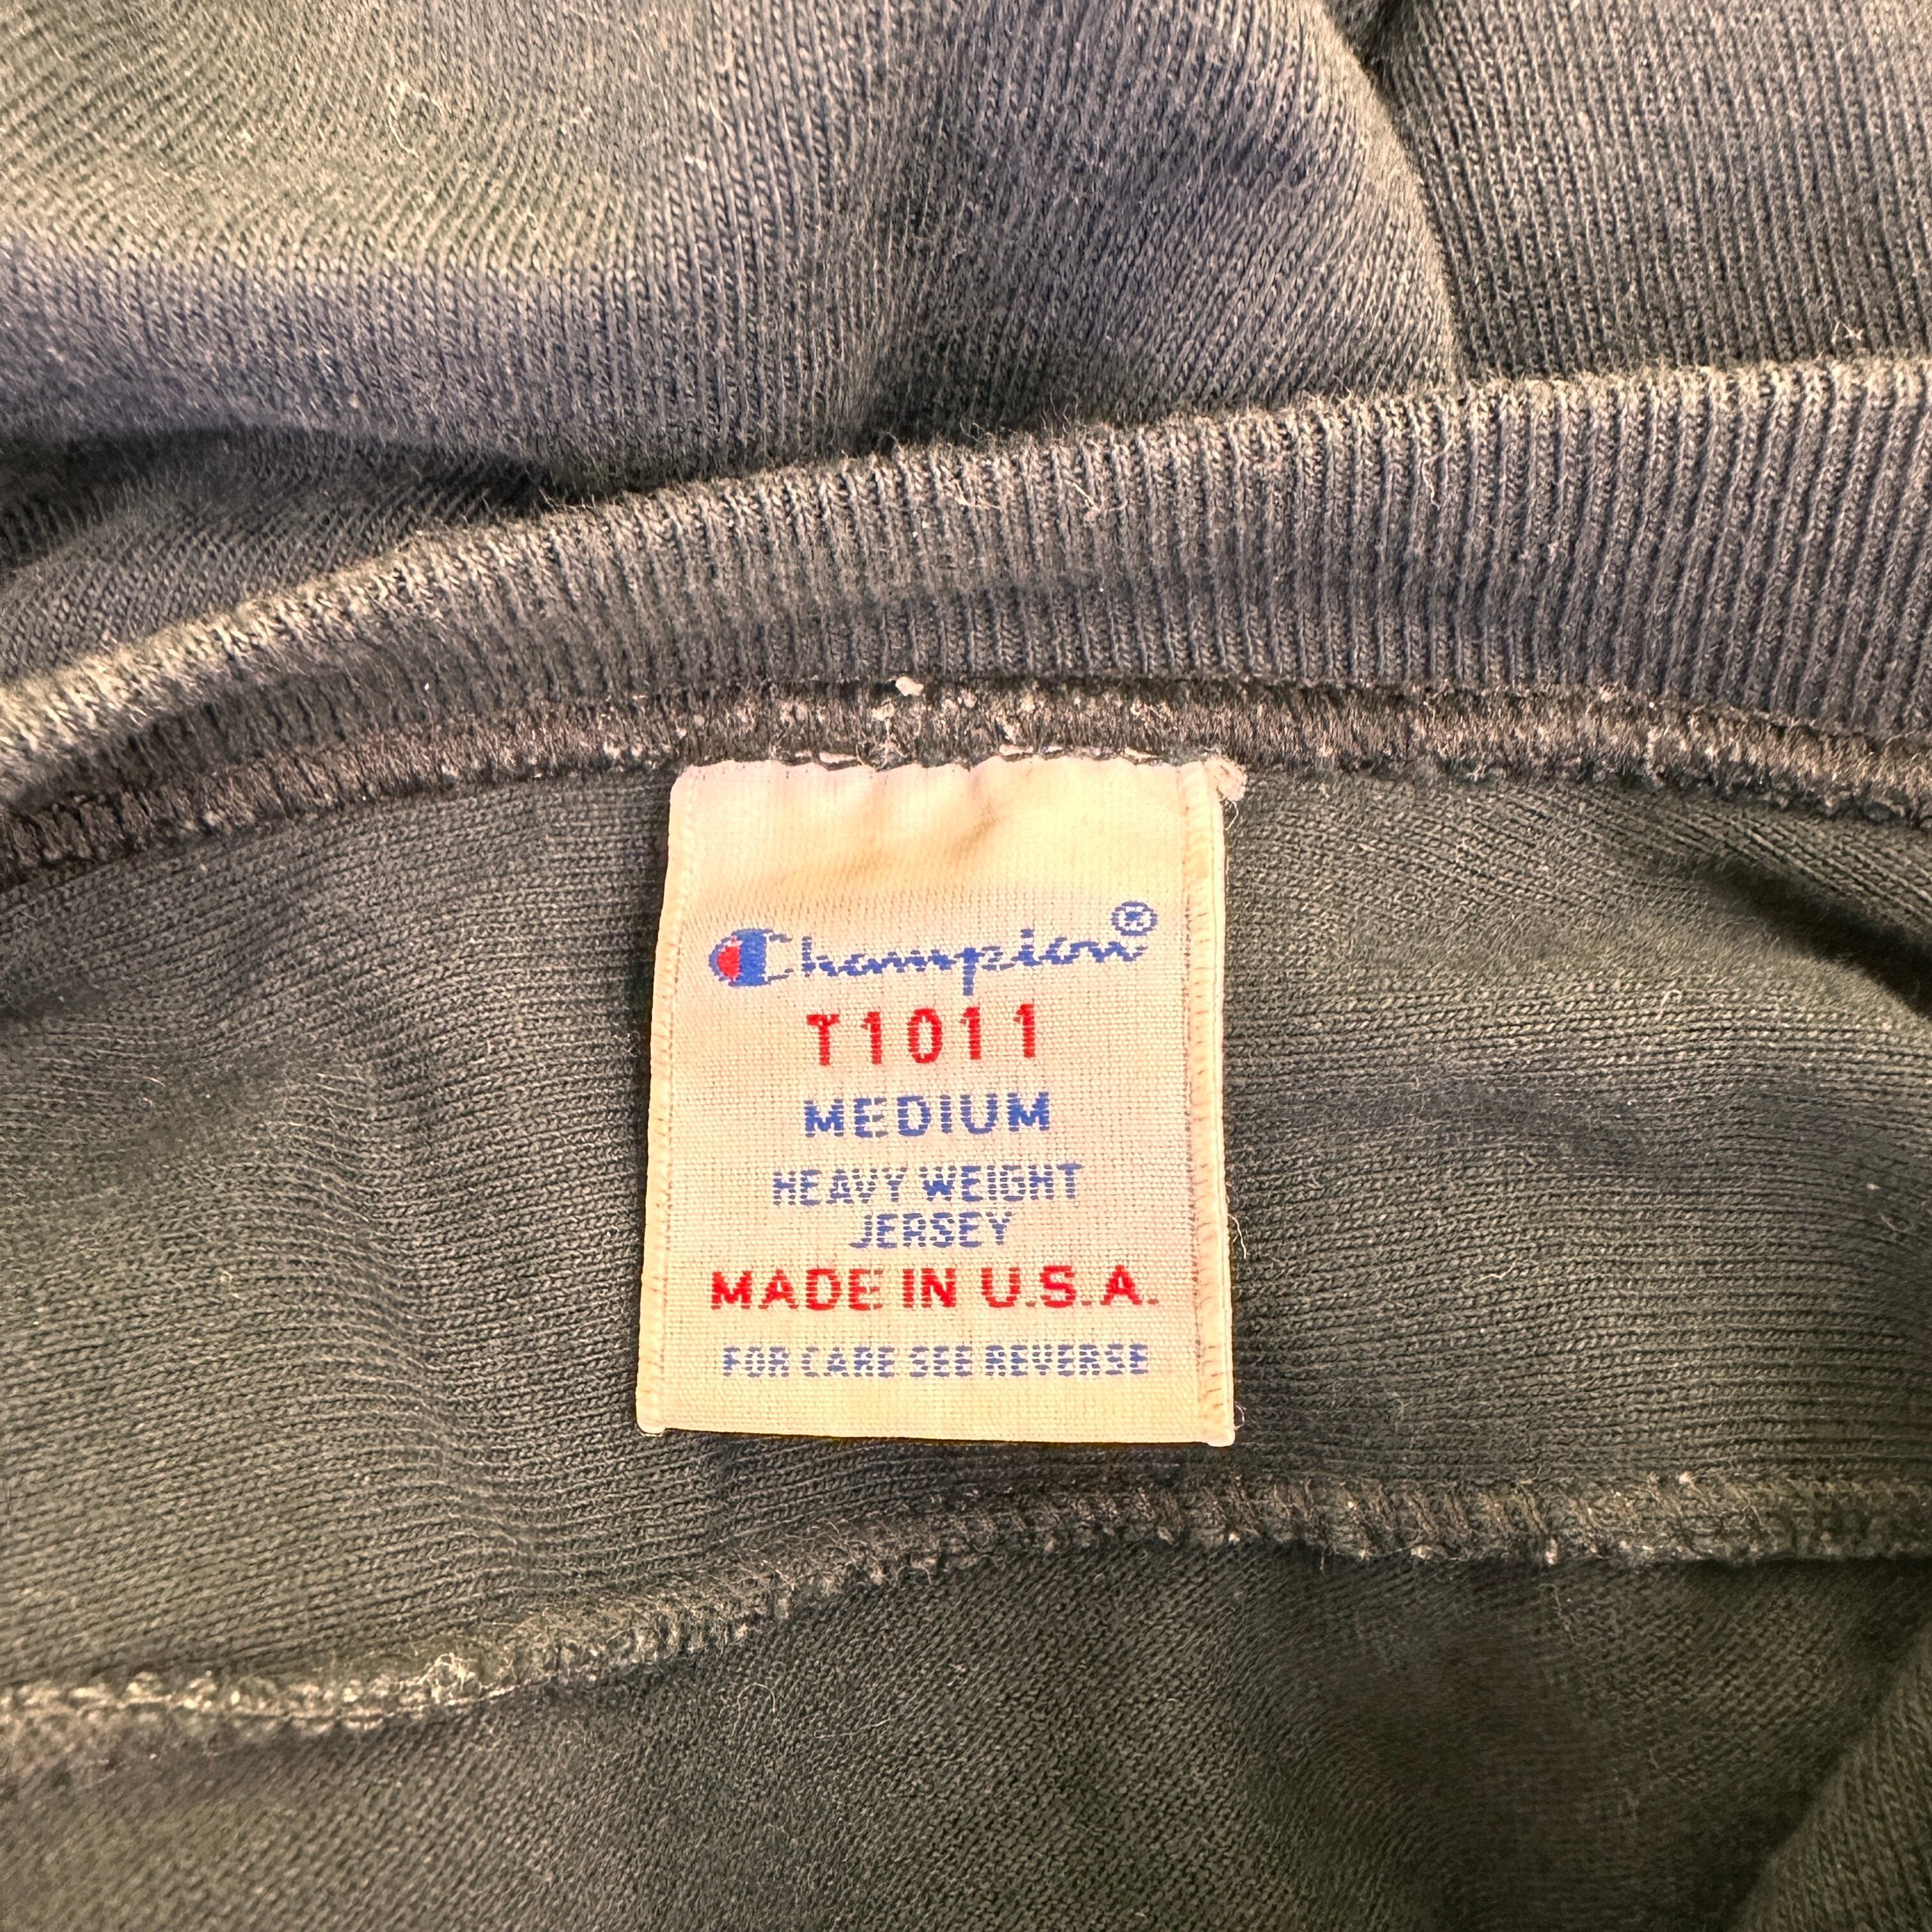 Champion®
T1011
MEDIUM
HEAVY WEIGHT
JERSEY
MADE IN U.S.A.
FOR CARE SEE REVERSE